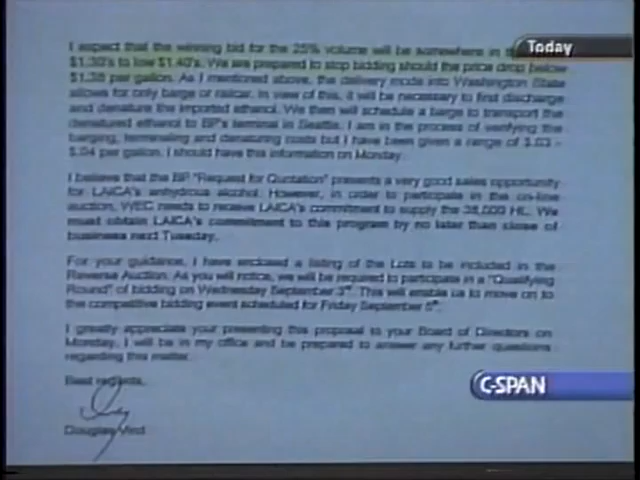 I expect that the winning bid for the 25% volume will be somewhere in
$1.30's to low $1.40's. We are prepared to stop bidding should the price drop below
$1.38 per gallon. As I mentioned above, the delivery mode into Washington State
allows for only barge or railcar. In view of this, it will be necessary to first discharge
and denature the imported ethanol. We then will schedule a barge to transport the
denatured ethanol to BP's terminal in Seattle. I am in the process of verifying the
barging, terminaling and denaturing costs but I have been given a range of $.03 -
$.04 per gallon. I should have this information on Monday.
I believe that the BP "Request for Quotation" presents a very good sales opportunity
for LAICA's anhydrous alcohol. However, in order to participate in the on-line
auction, WEC needs to receive LAICA's commitment to supply the 38,000 HL. We
must obtain LAICA's commitment to this program by no later than close of
business next Tuesday.
For your guidance, I have enclosed a listing of the Lots to be included in the
Reverse Auction. As you will notice, we will be required to participate in a "Qualifying
Round" of bidding on Wednesday September 3rd. This will enable us to move on to
the competitive bidding event scheduled for Friday September 5th.
I greatly appreciate your presenting this proposal to your Board of Directors on
Monday. I will be in my office and be prepared to answer any further questions
regarding this matter.
Best regards,
Douglas Vind
Today
C-SPAN